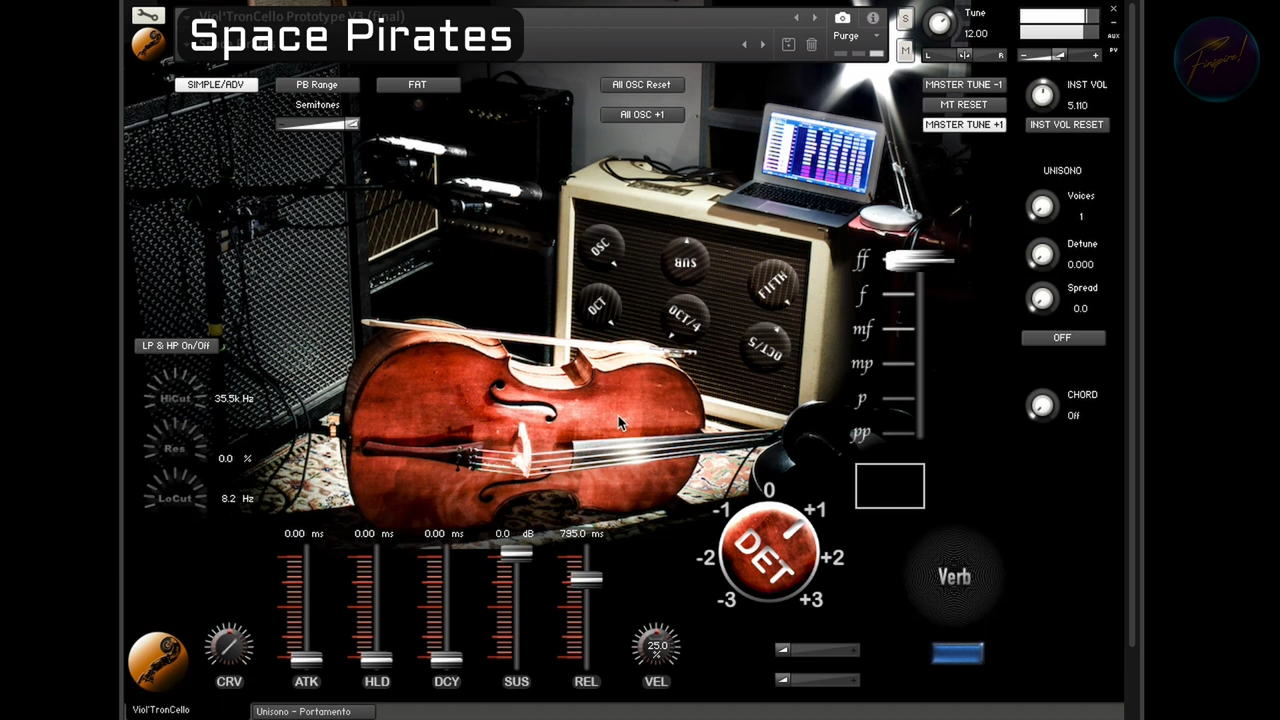 Viol'TronCello Prototype V3 (final)
Space Pirates
Purge
S
M
Tune
12.00
L
R
AUX
PV
Finspire!
SIMPLE/ADV
PB Range
FAT
Semitones
All OSC Reset
All OSC +1
MASTER TUNE -1
MT RESET
MASTER TUNE +1
INST VOL
5.110
INST VOL RESET
UNISONO
Voices
1
Detune
0.000
Spread
0.0
OFF
CHORD
Off
OSC
SUB
FIFTH
OCT
OCT/4
OCT/5
ff
f
mf
mp
p
pp
LP & HP On/Off
HiCut
35.5k Hz
Res
0.0 %
LoCut
8.2 Hz
0.00 ms
0.00 ms
0.00 ms
0.0 dB
795.0 ms
0
-1
+1
-2
+2
-3
+3
DET
Verb
25.0
%
CRV
ATK
HLD
DCY
SUS
REL
VEL
Viol'TronCello
Unisono - Portamento